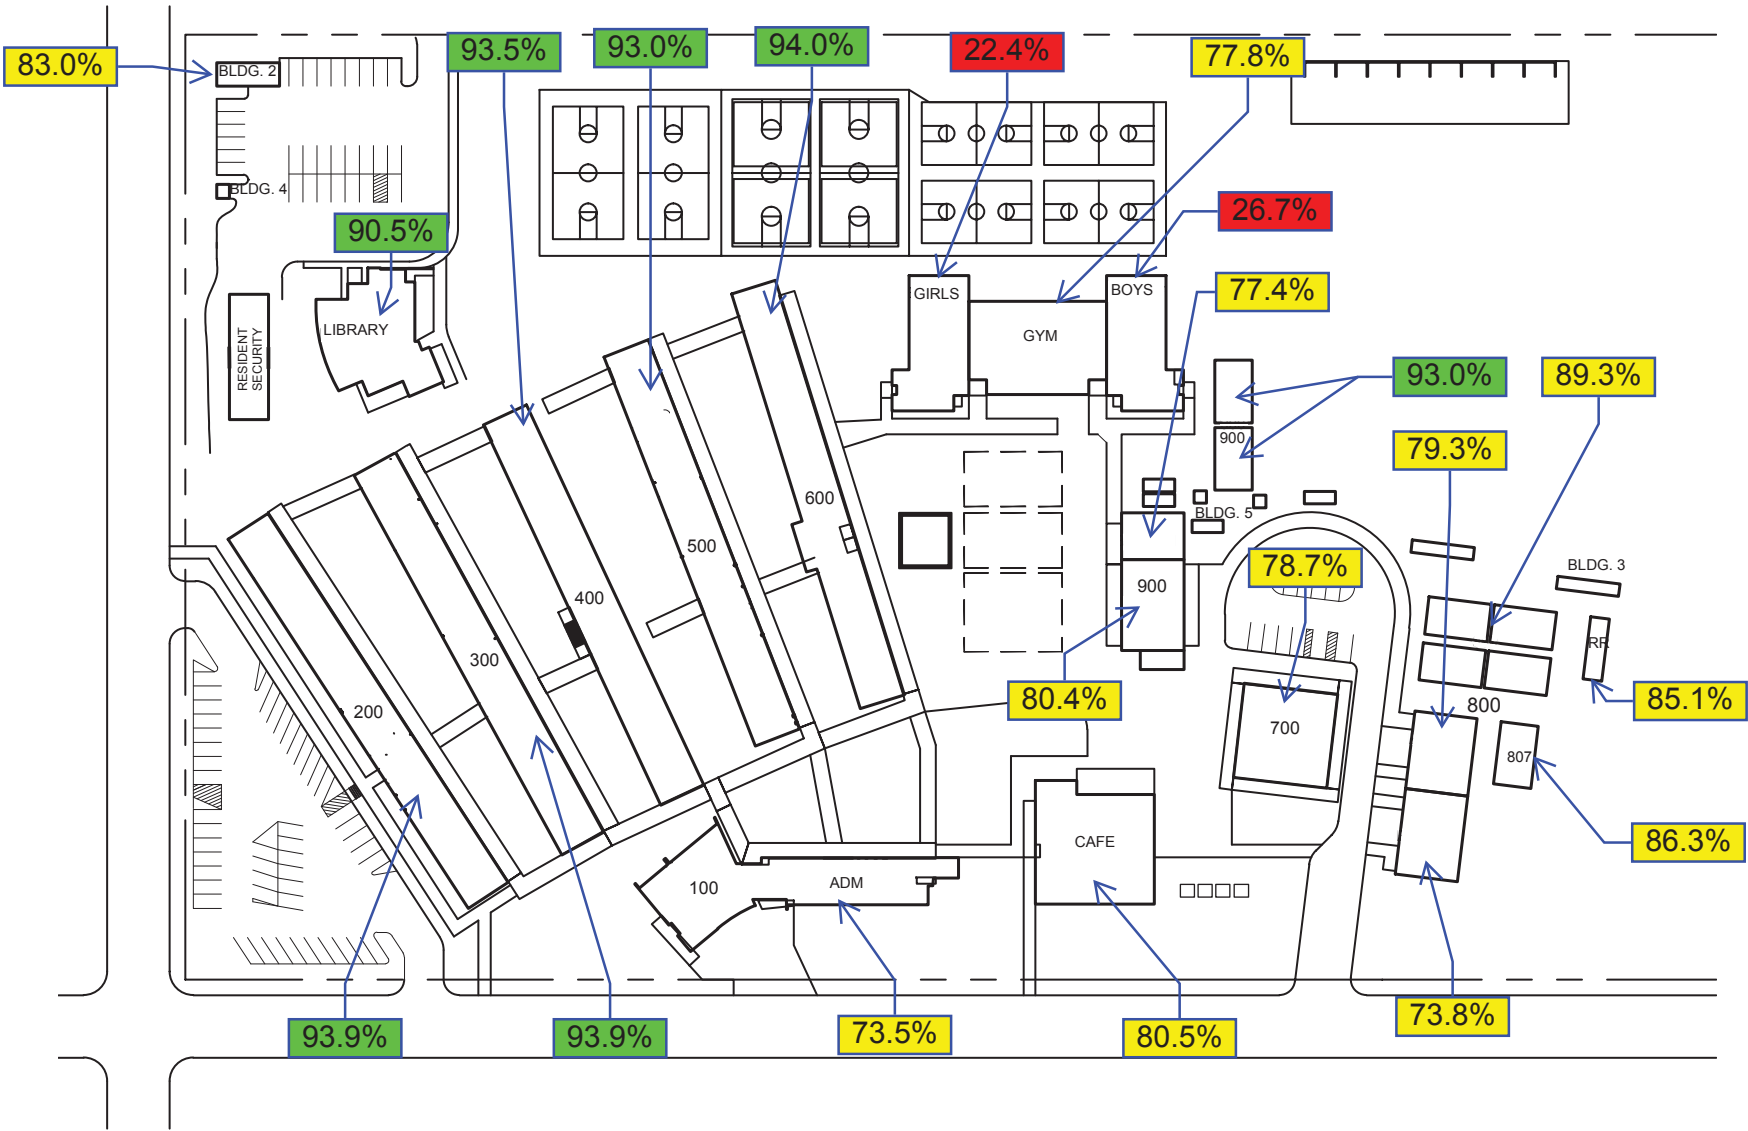 93.5%
93.0%
94.0%
22.4%
77.8%
83.0%
BLDG. 2
BLDG. 4
26.7%
90.5%
77.4%
GIRLS
BOYS
LIBRARY
GYM
RESIDENT
SECURITY
93.0%
89.3%
900
79.3%
600
BLDG. 5
500
78.7%
BLDG. 3
400
900
RR
300
80.4%
85.1%
200
800
700
807
CAFE
86.3%
100
ADM
93.9%
93.9%
73.5%
80.5%
73.8%